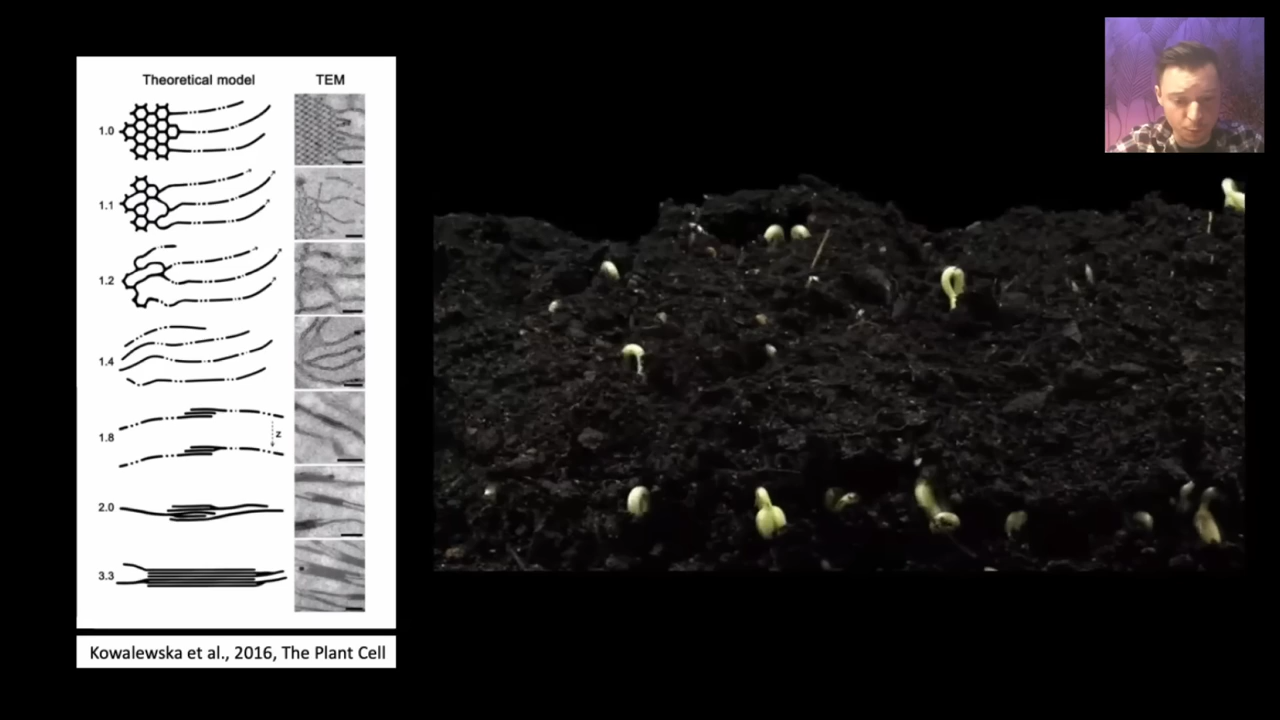 Theoretical model TEM
1.0
1.1
1.2
1.4
1.8
z
2.0
3.3
Kowalewska et al., 2016, The Plant Cell